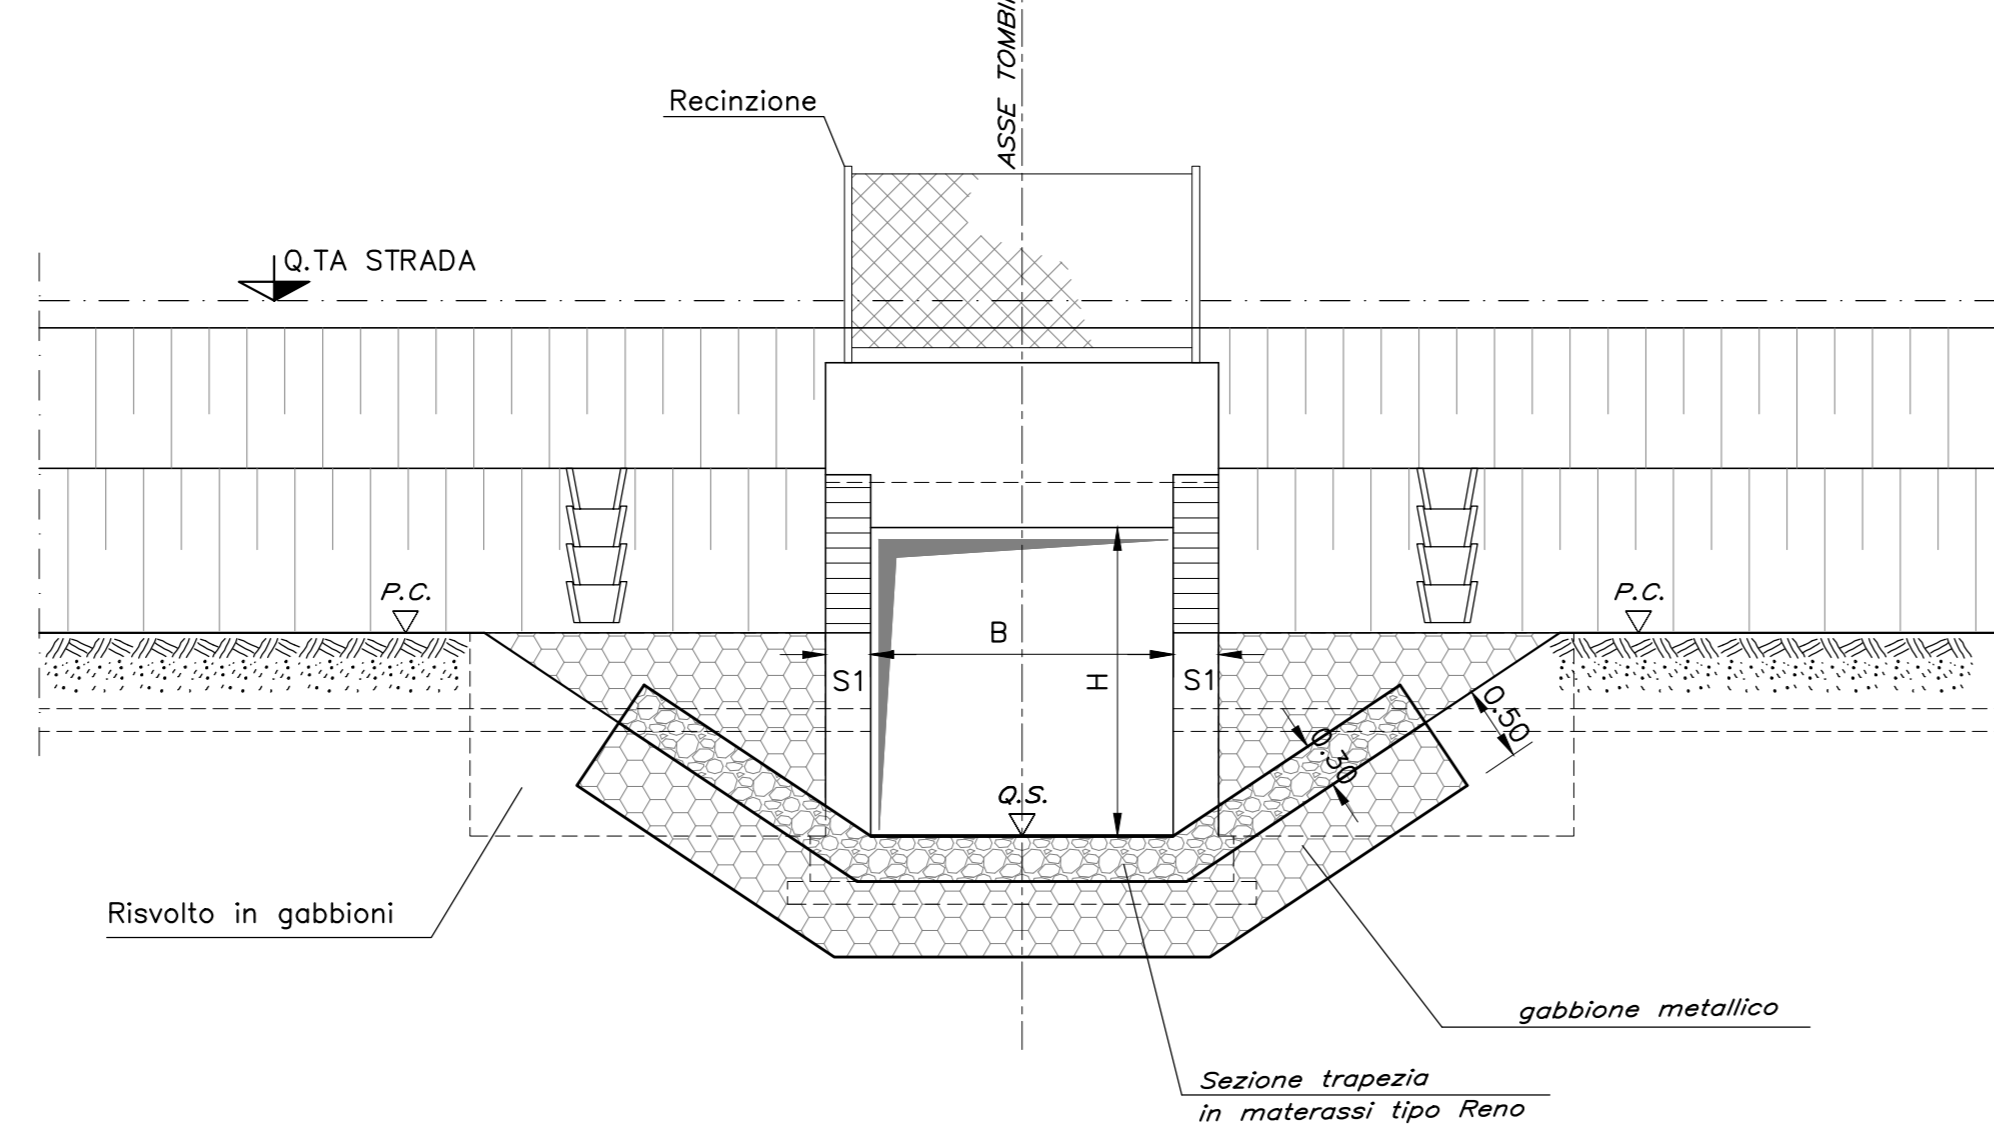 ASSE
Recinzione
Q.TA STRADA
P.C.
P.C.
B
S1
H
S1
0.50
0.30
Q.S.
Risvolto in gabbioni
gabbione metallico
Sezione trapezia
in materassi tipo Reno